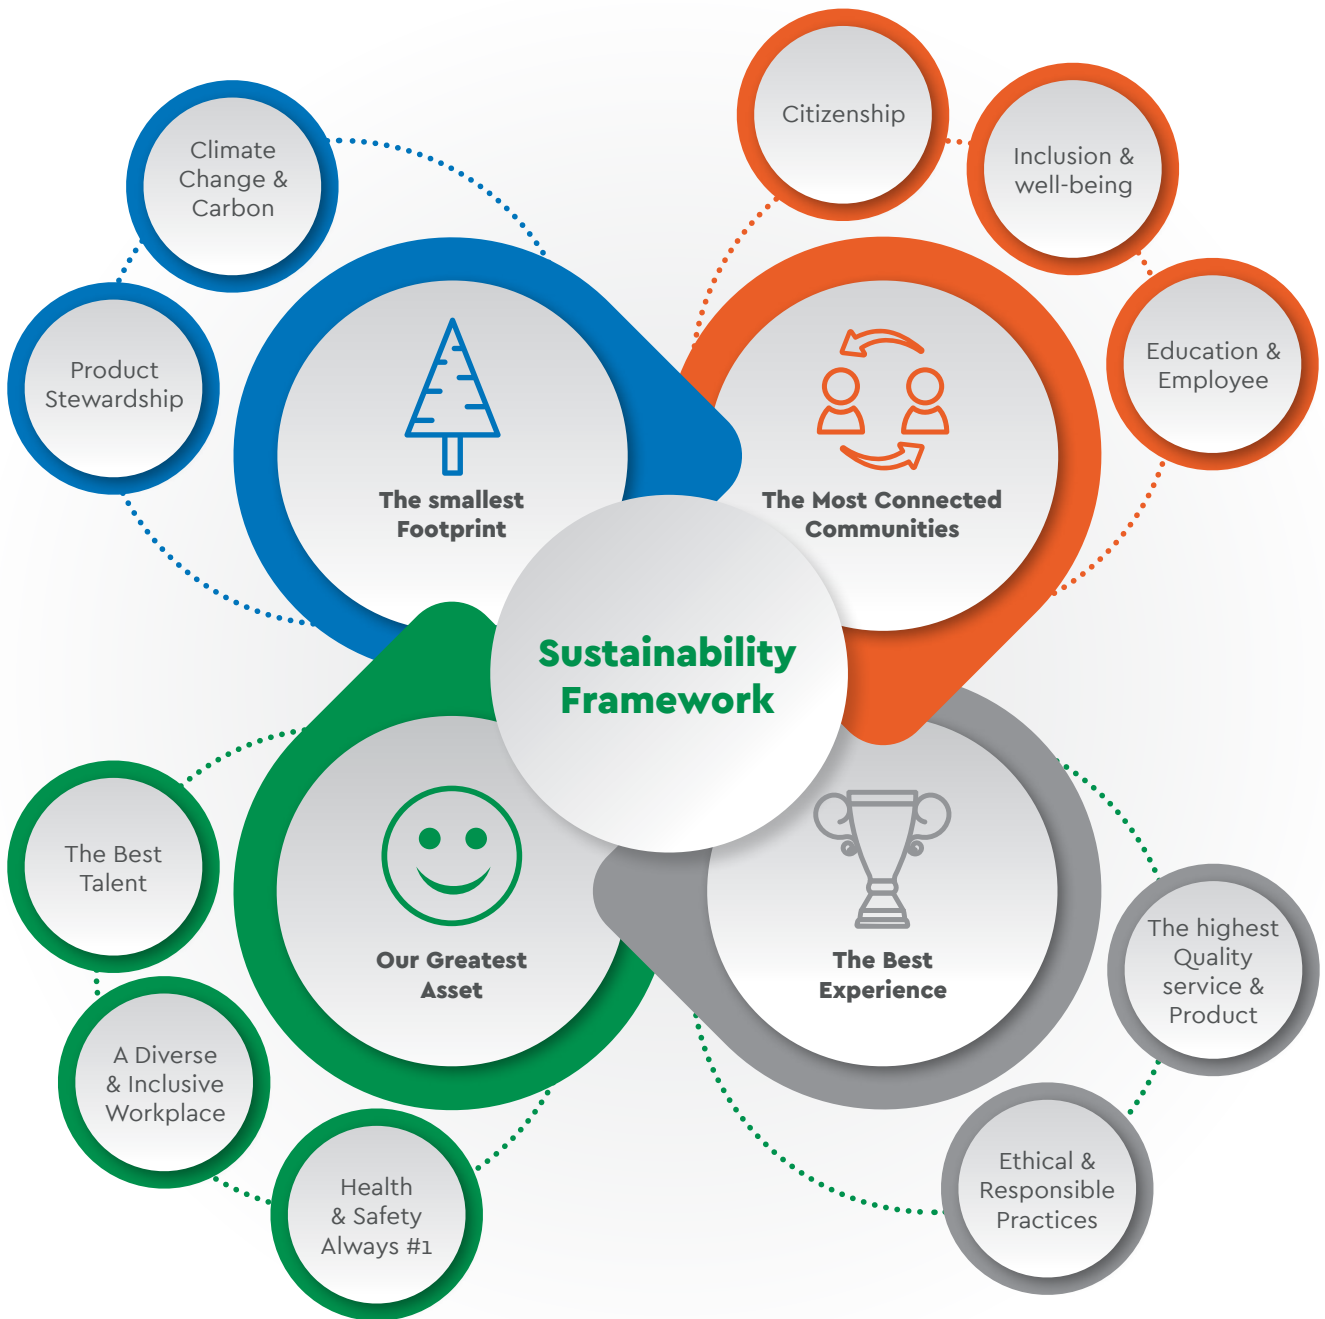 Climate
Change &
Carbon
Product
Stewardship
The smallest
Footprint
Citizenship
Inclusion &
well-being
Education &
Employee
The Most Connected
Communities
Sustainability
Framework
The Best
Talent
A Diverse
& Inclusive
Workplace
Health
& Safety
Always #1
Our Greatest
Asset
The Best
Experience
The highest
Quality
service &
Product
Ethical &
Responsible
Practices